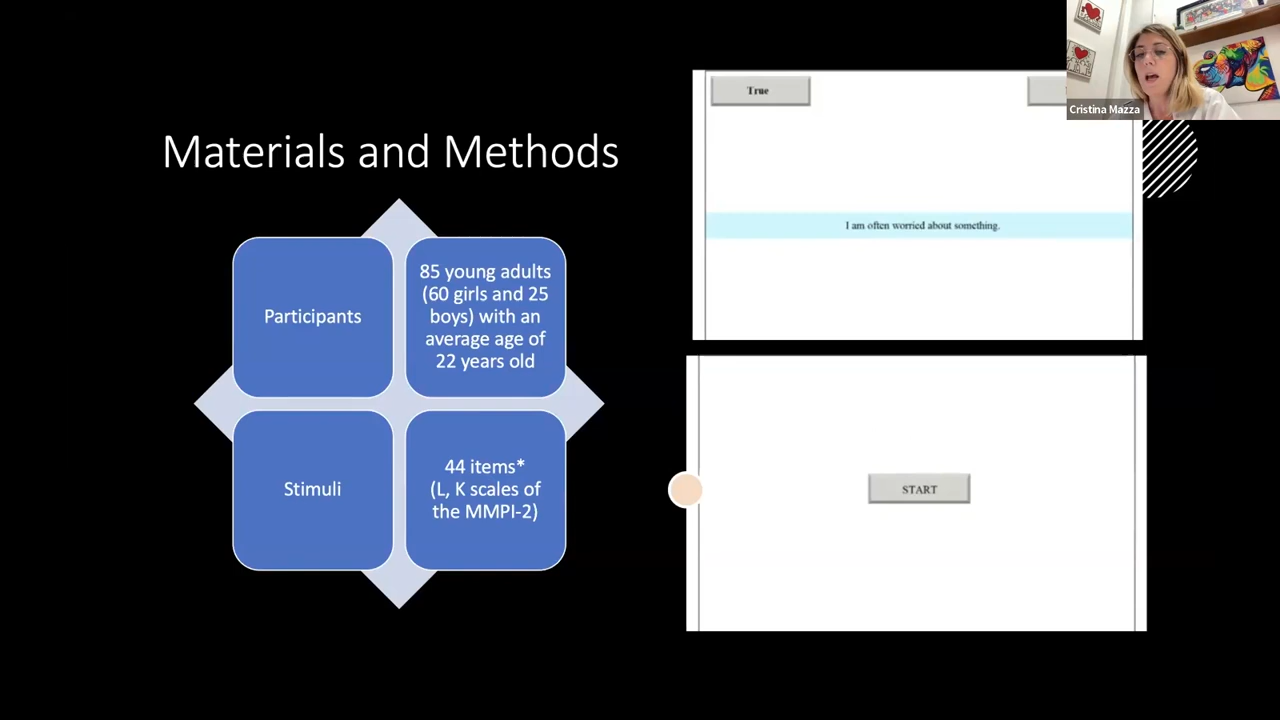 Materials and Methods
Participants
85 young adults
(60 girls and 25
boys) with an
average age of
22 years old
Stimuli
44 items*
(L, K scales of
the MMPI-2)
True
I am often worried about something.
START
Cristina Mazza